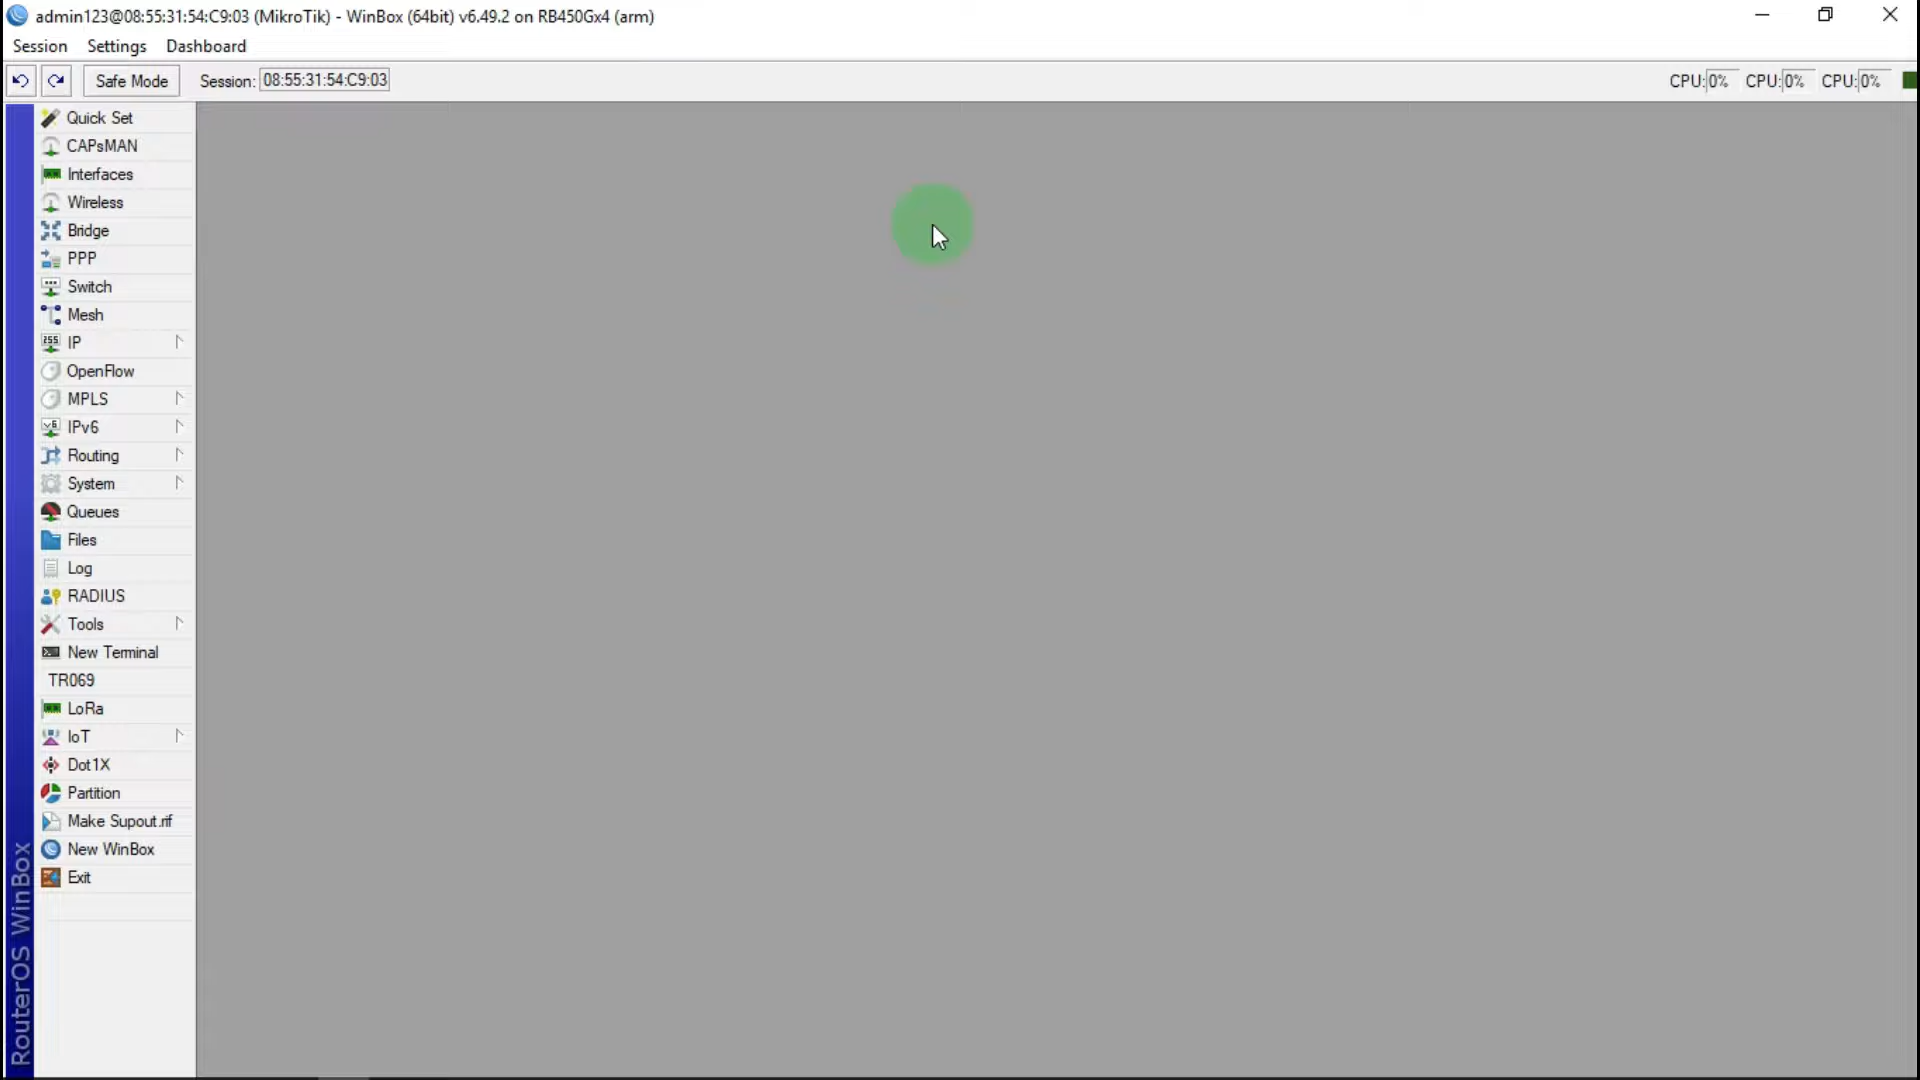 admin123@08:55:31:54:C9:03 (MikroTik) - WinBox (64bit) v6.49.2 on RB450Gx4 (arm)
Session Settings Dashboard
Safe Mode Session: 08:55:31:54:C9:03 CPU:0% CPU:0% CPU:0%
Quick Set
CAPsMAN
Interfaces
Wireless
Bridge
PPP
Switch
Mesh
255 IP
OpenFlow
MPLS
v6 IPv6
Routing
System
Queues
Files
Log
RADIUS
Tools
New Terminal
TR069
LoRa
IoT
Dot1X
Partition
Make Supout.rif
New WinBox
Exit
RouterOS WinBox